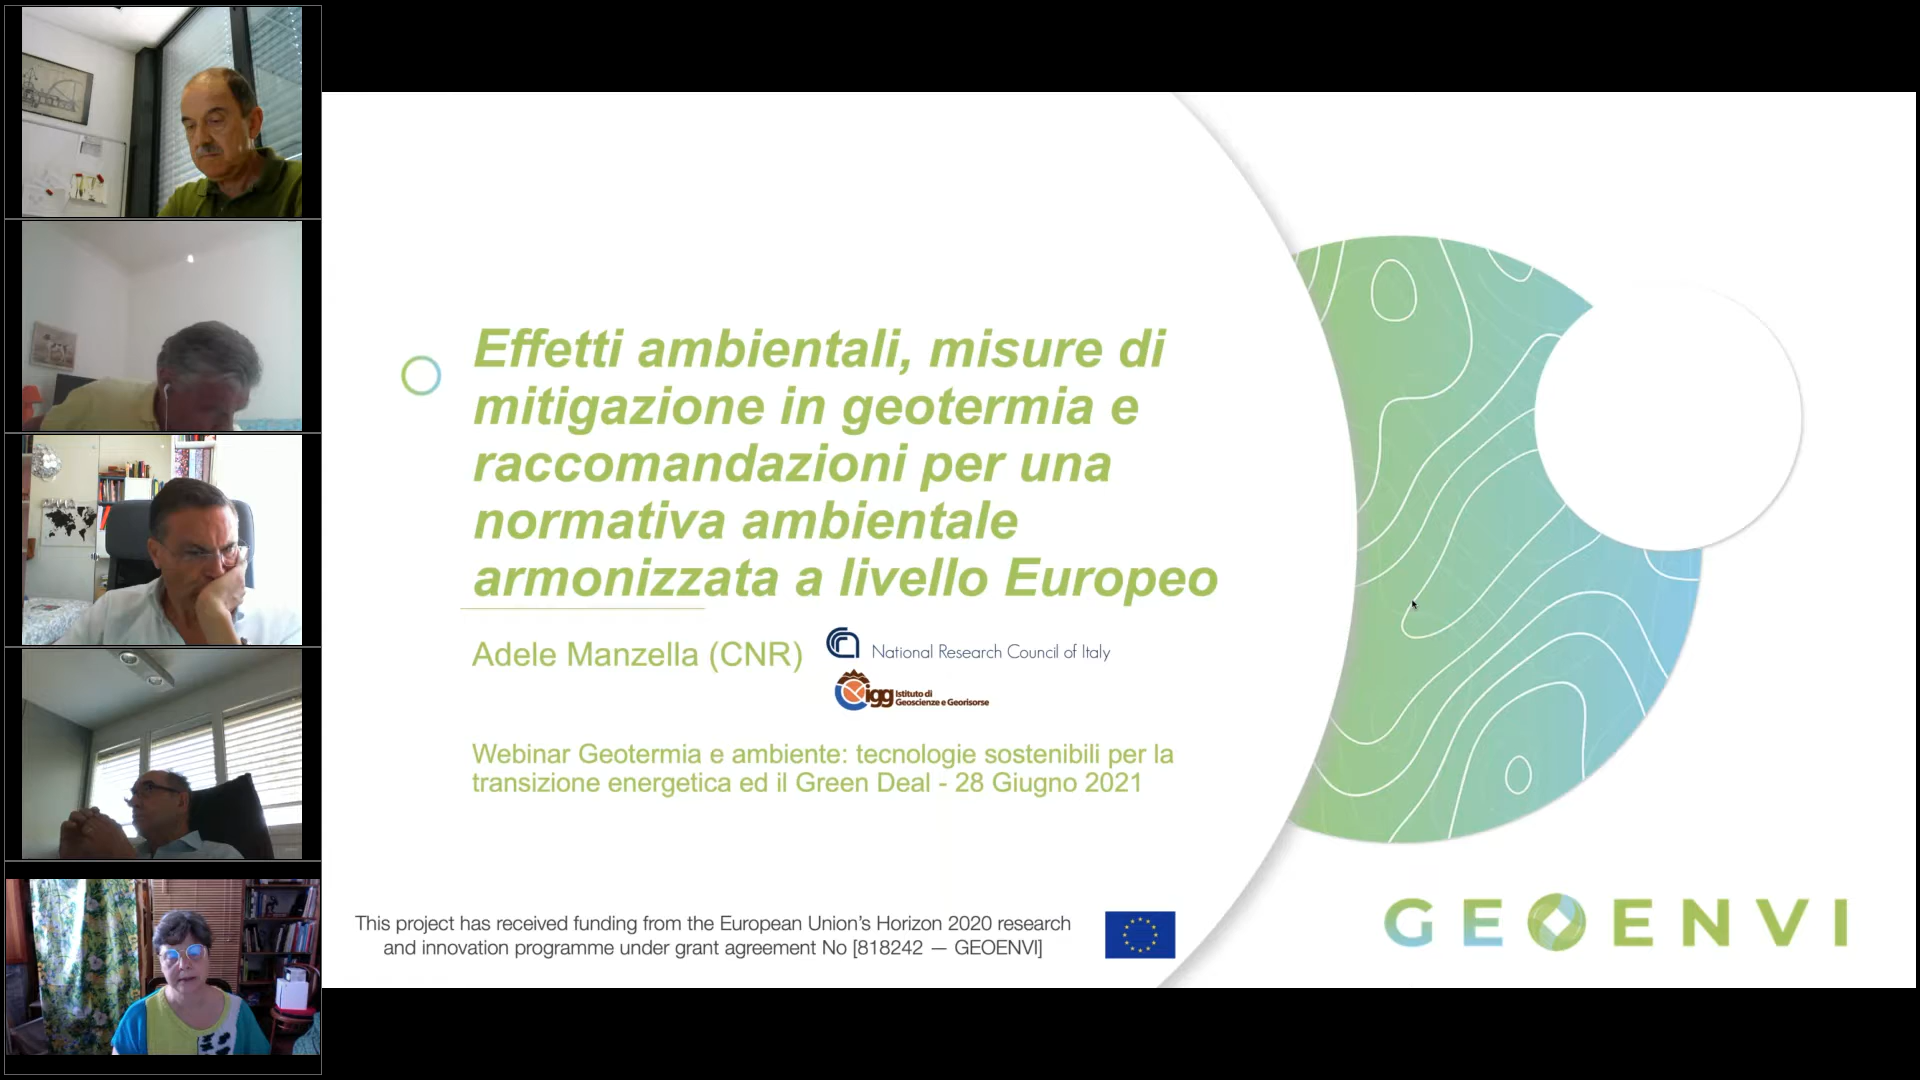 Effetti ambientali, misure di
mitigazione in geotermia e
raccomandazioni per una
normativa ambientale
armonizzata a livello Europeo
Adele Manzella (CNR)
National Research Council of Italy
igg Istituto di
Geoscienze e Georisorse
Webinar Geotermia e ambiente: tecnologie sostenibili per la
transizione energetica ed il Green Deal - 28 Giugno 2021
This project has received funding from the European Union’s Horizon 2020 research
and innovation programme under grant agreement No [818242 — GEOENVI]
GEOENVI